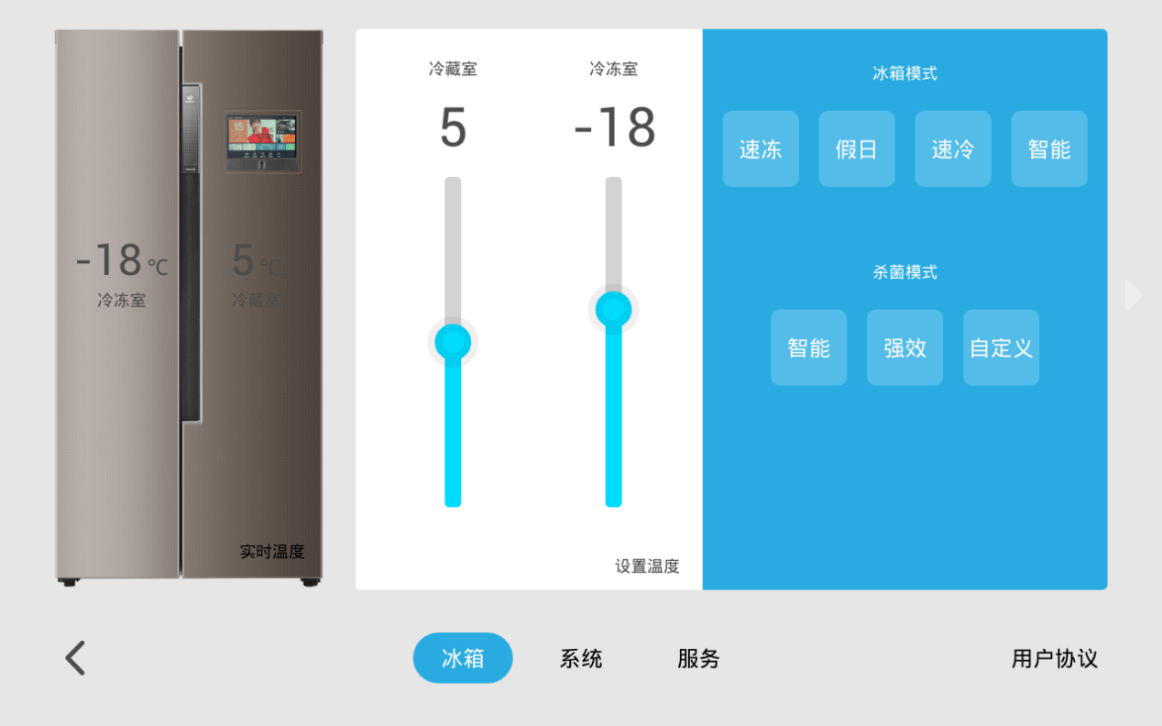 -18℃
冷冻室
5℃
冷藏室
实时温度
冷藏室
5
冷冻室
-18
设置温度
冰箱模式
速冻 假日 速冷 智能
杀菌模式
智能 强效 自定义
冰箱 系统 服务 用户协议